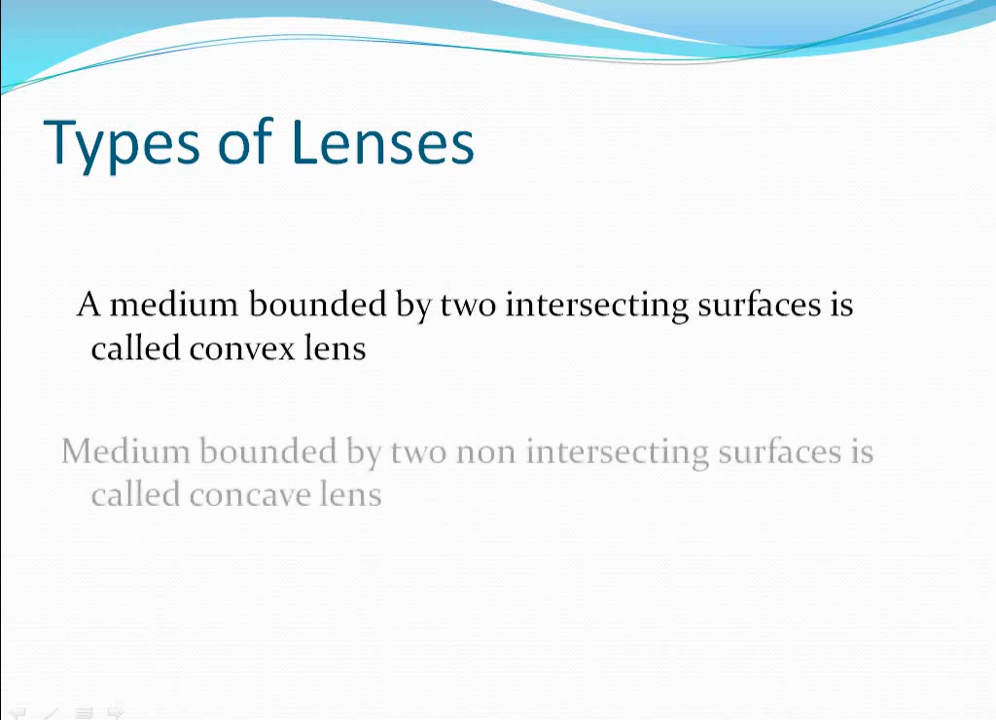 Types of Lenses
A medium bounded by two intersecting surfaces is
called convex lens
Medium bounded by two non intersecting surfaces is
called concave lens